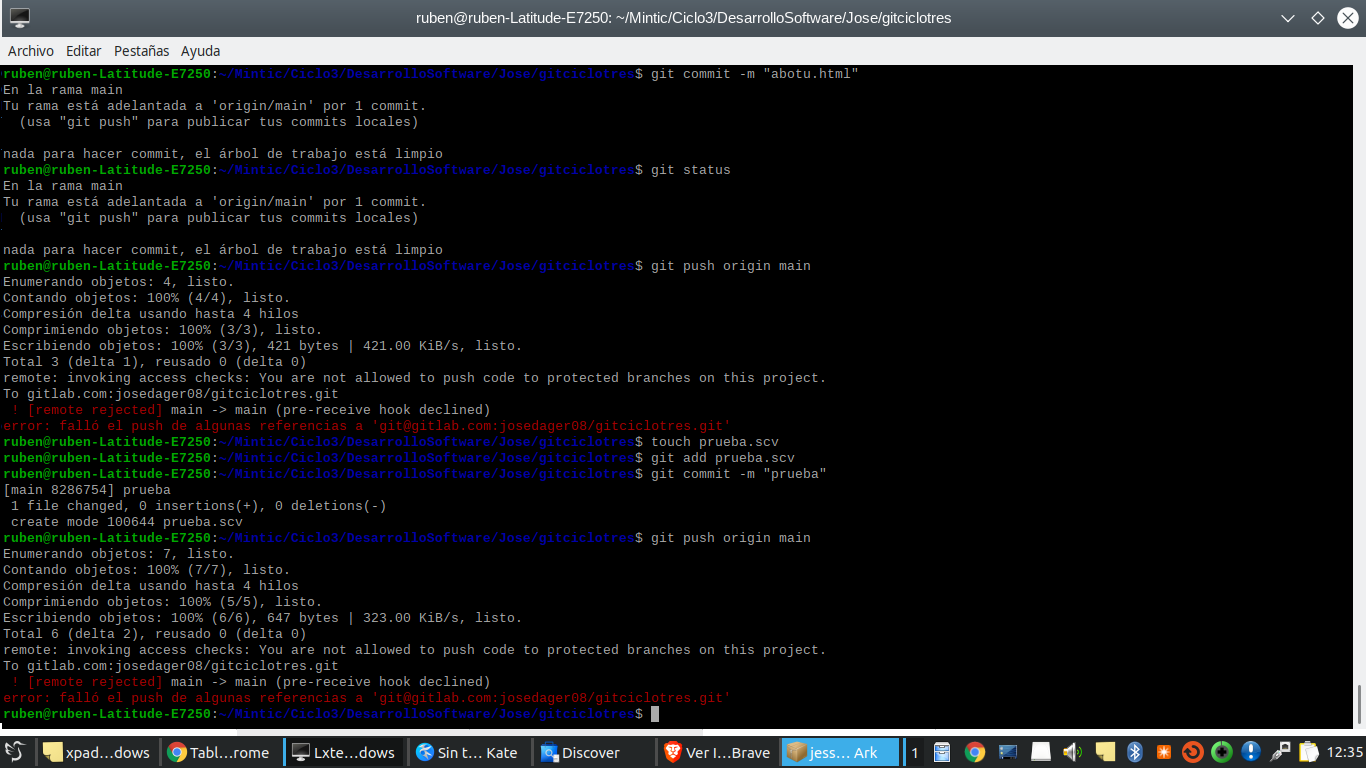 ruben@ruben-Latitude-E7250: ~/Mintic/Ciclo3/DesarrolloSoftware/Jose/gitciclotres
Archivo Editar Pestañas Ayuda
ruben@ruben-Latitude-E7250:~/Mintic/Ciclo3/DesarrolloSoftware/Jose/gitciclotres$ git commit -m "abotu.html"
En la rama main
Tu rama está adelantada a 'origin/main' por 1 commit.
  (usa "git push" para publicar tus commits locales)
nada para hacer commit, el árbol de trabajo está limpio
ruben@ruben-Latitude-E7250:~/Mintic/Ciclo3/DesarrolloSoftware/Jose/gitciclotres$ git status
En la rama main
Tu rama está adelantada a 'origin/main' por 1 commit.
  (usa "git push" para publicar tus commits locales)
nada para hacer commit, el árbol de trabajo está limpio
ruben@ruben-Latitude-E7250:~/Mintic/Ciclo3/DesarrolloSoftware/Jose/gitciclotres$ git push origin main
Enumerando objetos: 4, listo.
Contando objetos: 100% (4/4), listo.
Compresión delta usando hasta 4 hilos
Comprimiendo objetos: 100% (3/3), listo.
Escribiendo objetos: 100% (3/3), 421 bytes | 421.00 KiB/s, listo.
Total 3 (delta 1), reusado 0 (delta 0)
remote: invoking access checks: You are not allowed to push code to protected branches on this project.
To gitlab.com:josedager08/gitciclotres.git
 ! [remote rejected] main -> main (pre-receive hook declined)
error: falló el push de algunas referencias a 'git@gitlab.com:josedager08/gitciclotres.git'
ruben@ruben-Latitude-E7250:~/Mintic/Ciclo3/DesarrolloSoftware/Jose/gitciclotres$ touch prueba.scv
ruben@ruben-Latitude-E7250:~/Mintic/Ciclo3/DesarrolloSoftware/Jose/gitciclotres$ git add prueba.scv
ruben@ruben-Latitude-E7250:~/Mintic/Ciclo3/DesarrolloSoftware/Jose/gitciclotres$ git commit -m "prueba"
[main 8286754] prueba
 1 file changed, 0 insertions(+), 0 deletions(-)
 create mode 100644 prueba.scv
ruben@ruben-Latitude-E7250:~/Mintic/Ciclo3/DesarrolloSoftware/Jose/gitciclotres$ git push origin main
Enumerando objetos: 7, listo.
Contando objetos: 100% (7/7), listo.
Compresión delta usando hasta 4 hilos
Comprimiendo objetos: 100% (5/5), listo.
Escribiendo objetos: 100% (6/6), 647 bytes | 323.00 KiB/s, listo.
Total 6 (delta 2), reusado 0 (delta 0)
remote: invoking access checks: You are not allowed to push code to protected branches on this project.
To gitlab.com:josedager08/gitciclotres.git
 ! [remote rejected] main -> main (pre-receive hook declined)
error: falló el push de algunas referencias a 'git@gitlab.com:josedager08/gitciclotres.git'
ruben@ruben-Latitude-E7250:~/Mintic/Ciclo3/DesarrolloSoftware/Jose/gitciclotres$
xpad...dows Tabl...rome Lxte...dows Sin t... Kate Discover Ver I...Brave jess... Ark 1 12:35